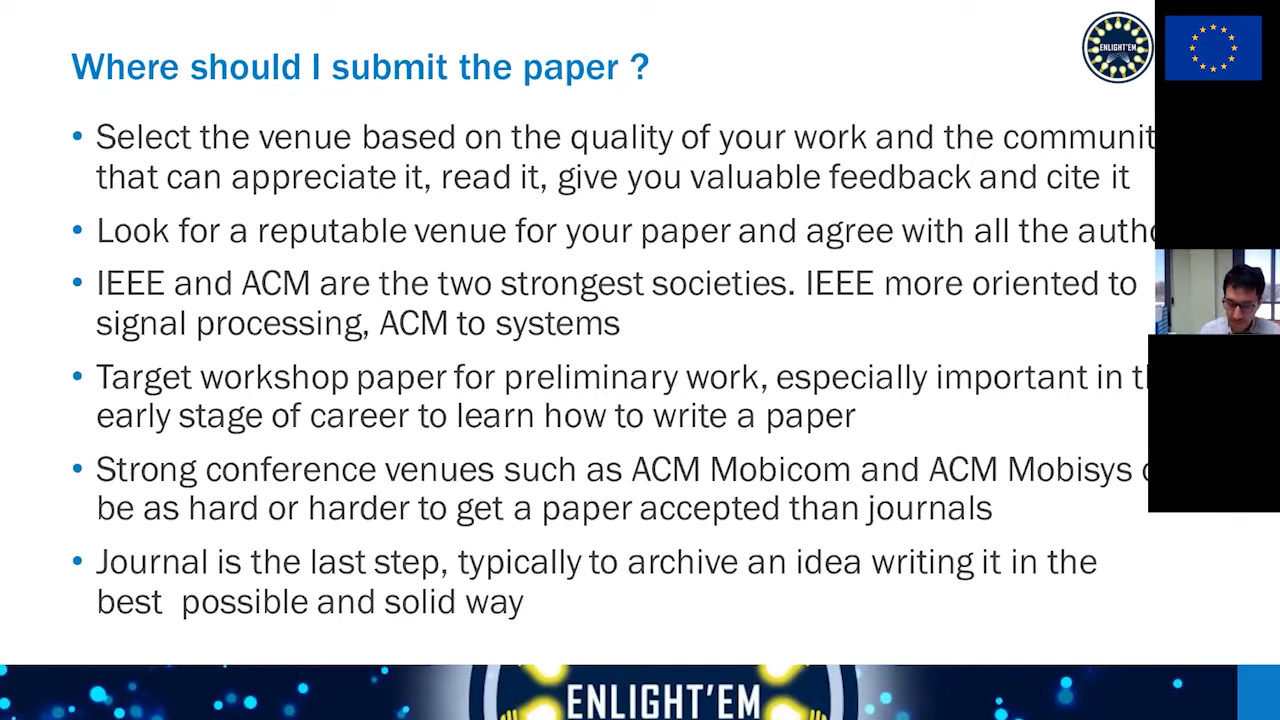 Where should I submit the paper ?
ENLIGHT'EM
• Select the venue based on the quality of your work and the communit
that can appreciate it, read it, give you valuable feedback and cite it
• Look for a reputable venue for your paper and agree with all the autho
• IEEE and ACM are the two strongest societies. IEEE more oriented to
signal processing, ACM to systems
• Target workshop paper for preliminary work, especially important in th
early stage of career to learn how to write a paper
• Strong conference venues such as ACM Mobicom and ACM Mobisys
be as hard or harder to get a paper accepted than journals
• Journal is the last step, typically to archive an idea writing it in the
best possible and solid way
ENLIGHT'EM